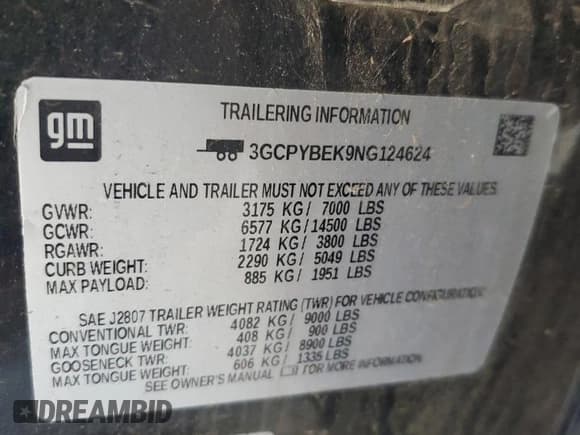 gm
TRAILERING INFORMATION
3GCPYBEK9NG124624
VEHICLE AND TRAILER MUST NOT EXCEED ANY OF THESE VALUES.
GVWR: 3175 KG/ 7000 LBS
GCWR: 6577 KG/14500 LBS
RGAWR: 1724 KG/ 3800 LBS
CURB WEIGHT: 2290 KG/ 5049 LBS
MAX PAYLOAD: 885 KG/ 1951 LBS
SAE J2807 TRAILER WEIGHT RATING (TWR) FOR VEHICLE CONFIGURATION:
CONVENTIONAL TWR: 4082 KG/ 9000 LBS
MAX TONGUE WEIGHT: 408 KG/ 900 LBS
GOOSENECK TWR: 4037 KG/ 8900 LBS
MAX TONGUE WEIGHT: 606 KG/ 1335 LBS
SEE OWNER'S MANUAL FOR MORE INFORMATION.
DREAMBID